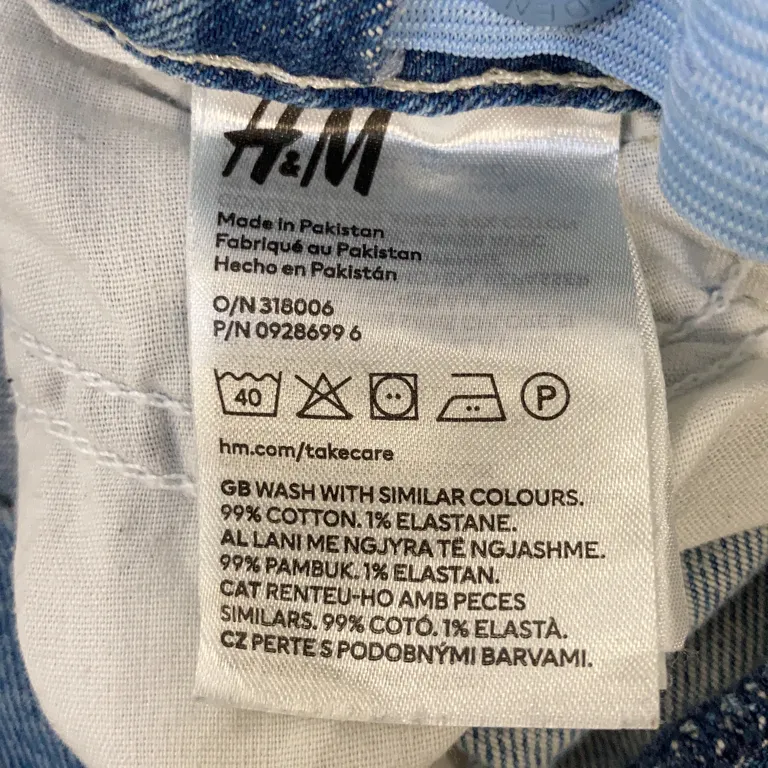 DEN
H&M
Made in Pakistan
Fabriqué au Pakistan
Hecho en Pakistán
O/N 318006
P/N 0928699 6
40
P
hm.com/takecare
GB WASH WITH SIMILAR COLOURS.
99% COTTON. 1% ELASTANE.
AL LANI ME NGJYRA TË NGJASHME.
99% PAMBUK. 1% ELASTAN.
CAT RENTEU-HO AMB PECES
SIMILARS. 99% COTÓ. 1% ELASTÀ.
CZ PERTE S PODOBNÝMI BARVAMI.